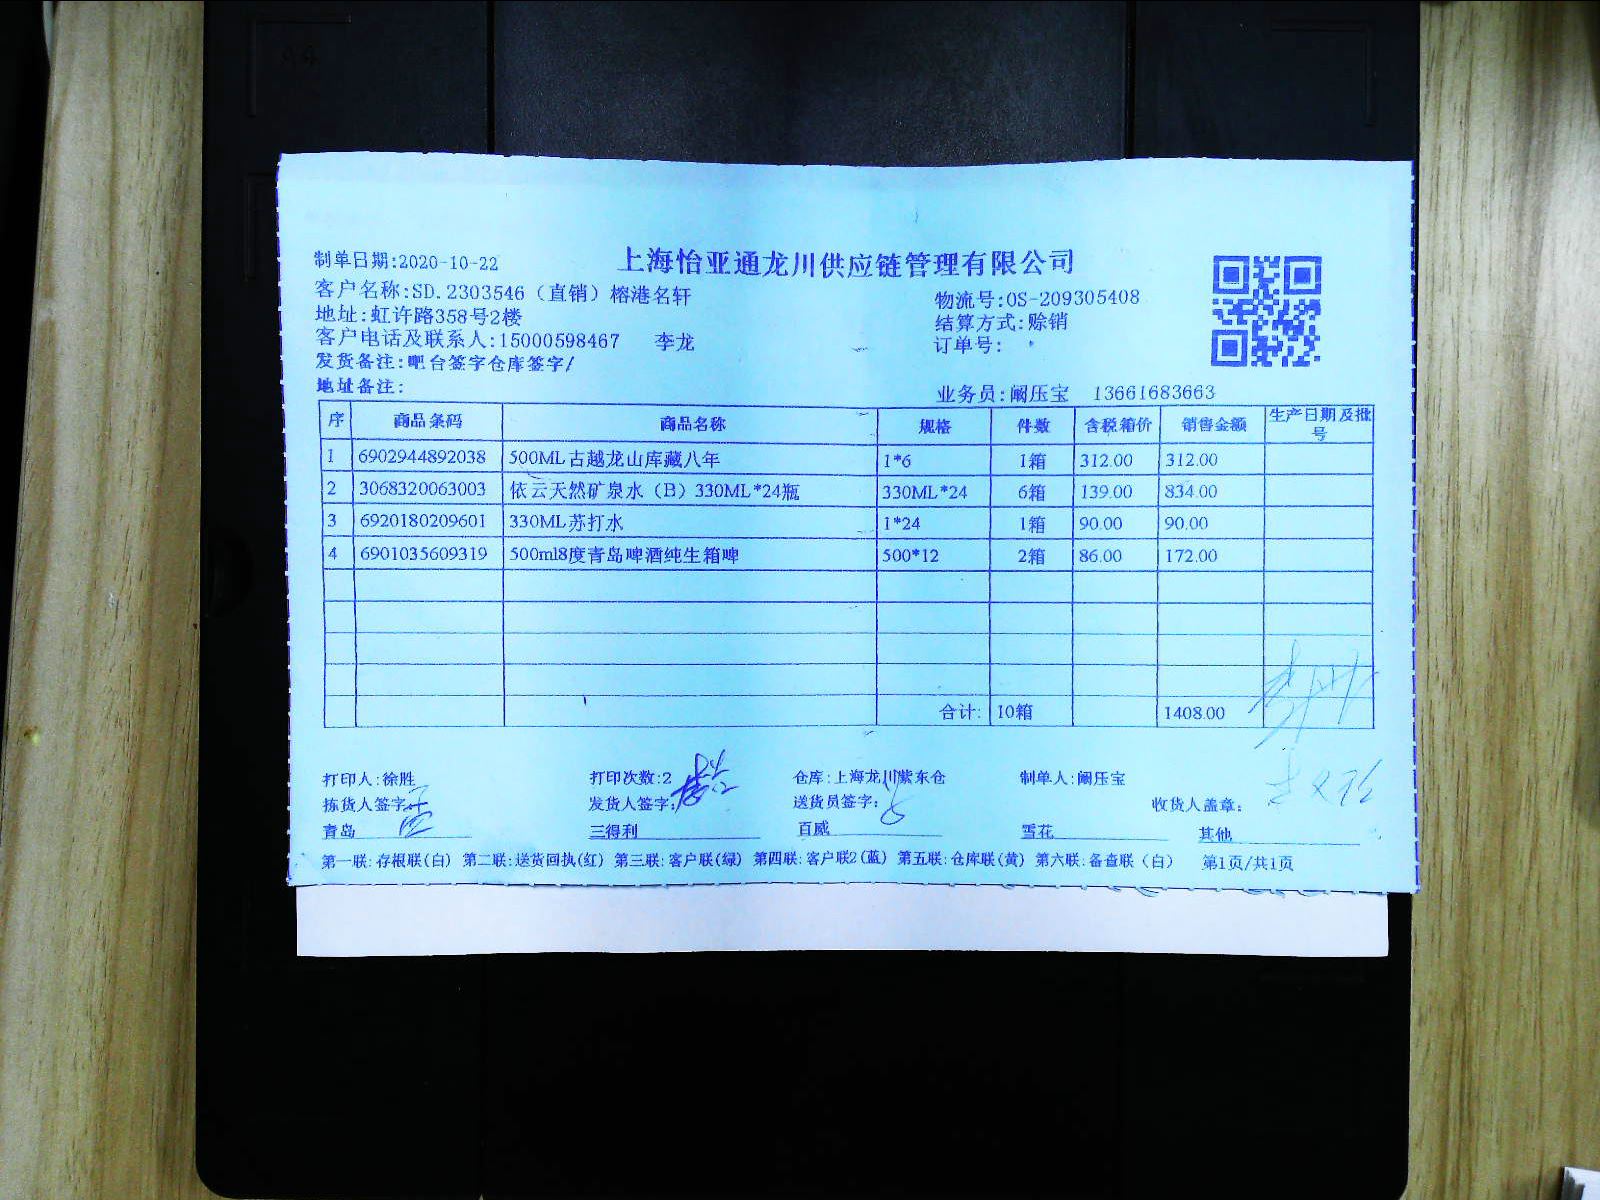 上海怡亚通龙川供应链管理有限公司
制单日期:2020-10-22
客户名称:SD.2303546（直销）榕港名轩 物流号:OS-209305408
地址:虹许路358号2楼 结算方式:赊销
客户电话及联系人:15000598467 李龙 订单号:
发货备注:吧台签字仓库签字/
地址备注: 业务员:阚压宝 13661683663
序 商品条码 商品名称 规格 件数 含税箱价 销售金额 生产日期及批号
1 6902944892038 500ML古越龙山库藏八年 1*6 1箱 312.00 312.00
2 3068320063003 依云天然矿泉水（B）330ML*24瓶 330ML*24 6箱 139.00 834.00
3 6920180209601 330ML苏打水 1*24 1箱 90.00 90.00
4 6901035609319 500ml8度青岛啤酒纯生箱啤 500*12 2箱 86.00 172.00
合计: 10箱 1408.00
打印人:徐胜 打印次数:2 仓库:上海龙川紫东仓 制单人:阚压宝
拣货人签字: 发货人签字: 送货员签字: 收货人盖章:
青岛 三得利 百威 雪花 其他
第一联:存根联(白) 第二联:送货回执(红) 第三联:客户联(绿) 第四联:客户联2(蓝) 第五联:仓库联(黄) 第六联:备查联（白） 第1页/共1页